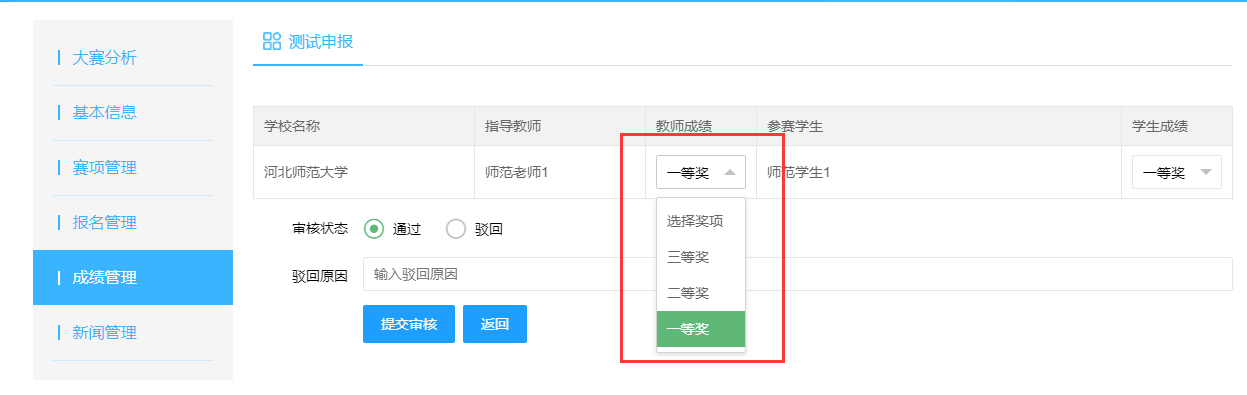 测试申报
大赛分析
基本信息
赛项管理
报名管理
成绩管理
新闻管理
学校名称 指导教师 教师成绩 参赛学生 学生成绩
河北师范大学 师范老师1 一等奖 师范学生1 一等奖
选择奖项
三等奖
二等奖
一等奖
审核状态 通过 驳回
驳回原因 输入驳回原因
提交审核 返回